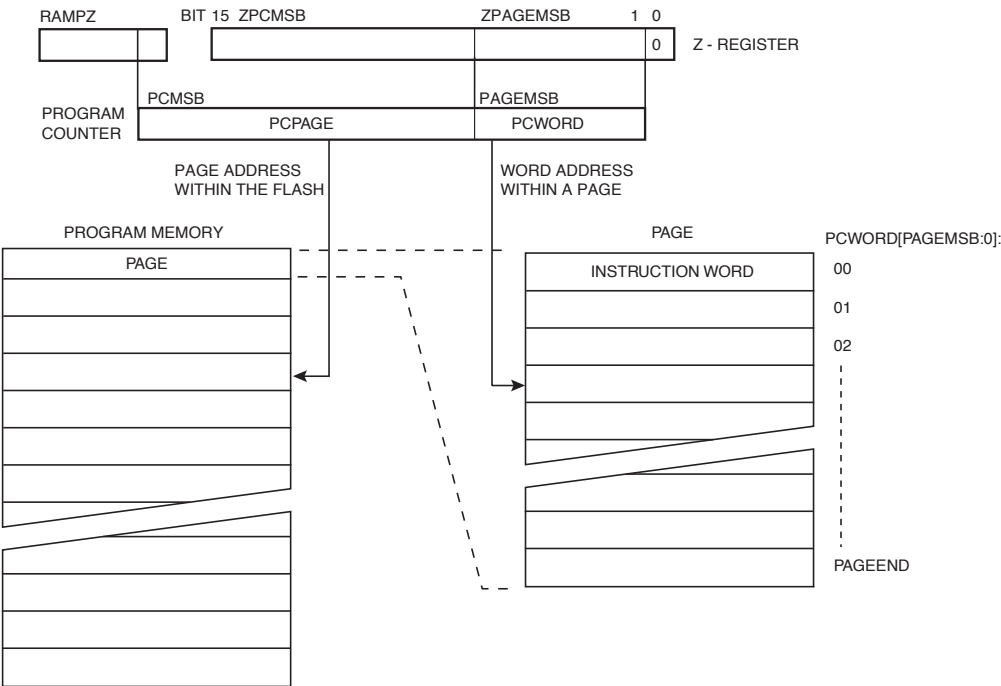 RAMPZ
BIT 15 ZPCMSB ZPAGEMSB 1 0
0
Z - REGISTER
PCMSB PAGEMSB
PROGRAM
COUNTER
PCPAGE PCWORD
PAGE ADDRESS
WITHIN THE FLASH
WORD ADDRESS
WITHIN A PAGE
PROGRAM MEMORY
PAGE
PAGE
PCWORD[PAGEMSB:0]:
INSTRUCTION WORD
00
01
02
PAGEEND